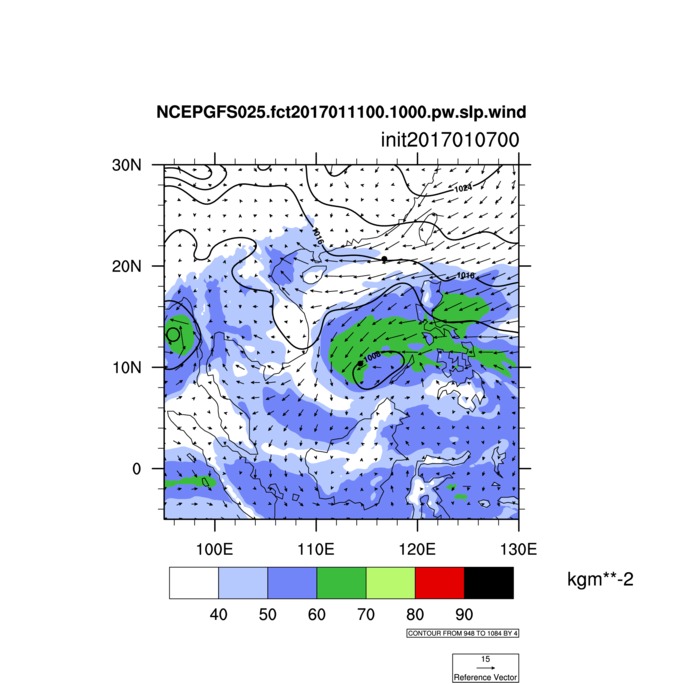 NCEPGFS025.fct2017011100.1000.pw.slp.wind
init2017010700
30N
20N
10N
0
1024
1016
1016
1008
100E 110E 120E 130E
kgm**-2
40 50 60 70 80 90
CONTOUR FROM 948 TO 1084 BY 4
15
Reference Vector